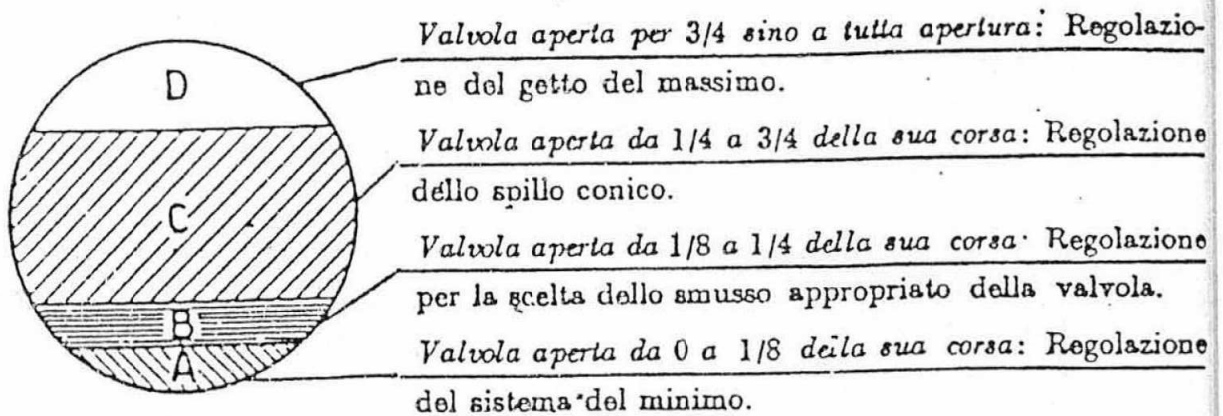 Valvola aperta per 3/4 sino a tutta apertura: Regolazio-
ne del getto del massimo.
D
Valvola aperta da 1/4 a 3/4 della sua corsa: Regolazione
dello spillo conico.
C
Valvola aperta da 1/8 a 1/4 della sua corsa· Regolazione
per la scelta dello smusso appropriato della valvola.
B
Valvola aperta da 0 a 1/8 della sua corsa: Regolazione
del sistema del minimo.
A